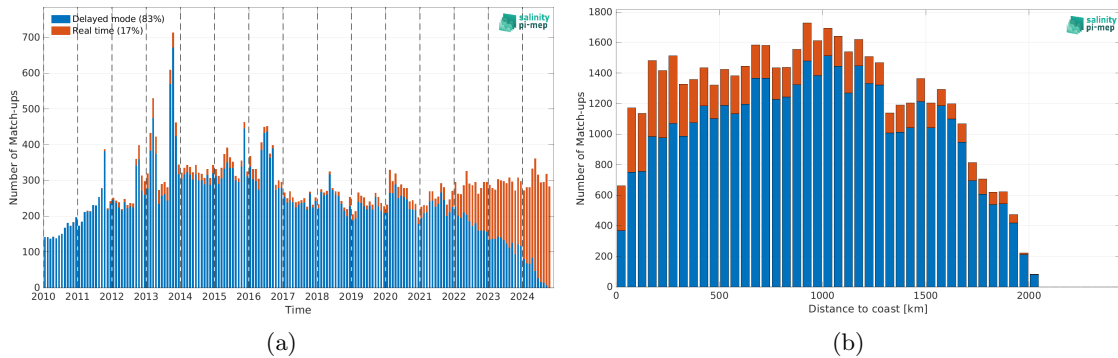 Delayed mode (83%)
Real time (17%)
salinity
pi-mep
Number of Match-ups
700
600
500
400
300
200
100
0
2010 2011 2012 2013 2014 2015 2016 2017 2018 2019 2020 2021 2022 2023 2024
Time
(a)
salinity
pi-mep
Number of Match-ups
1800
1600
1400
1200
1000
800
600
400
200
0
0 500 1000 1500 2000
Distance to coast [km]
(b)